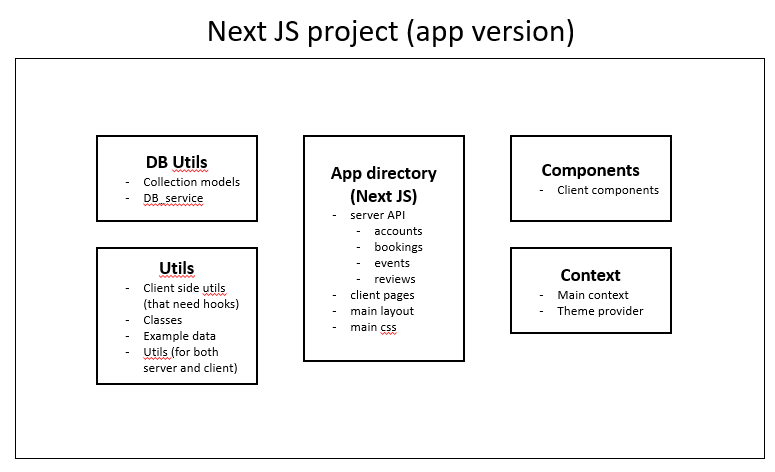 Next JS project (app version)
DB Utils
- Collection models
- DB_service
Utils
- Client side utils
(that need hooks)
- Classes
- Example data
- Utils (for both
server and client)
App directory
(Next JS)
- server API
- accounts
- bookings
- events
- reviews
- client pages
- main layout
- main css
Components
- Client components
Context
- Main context
- Theme provider